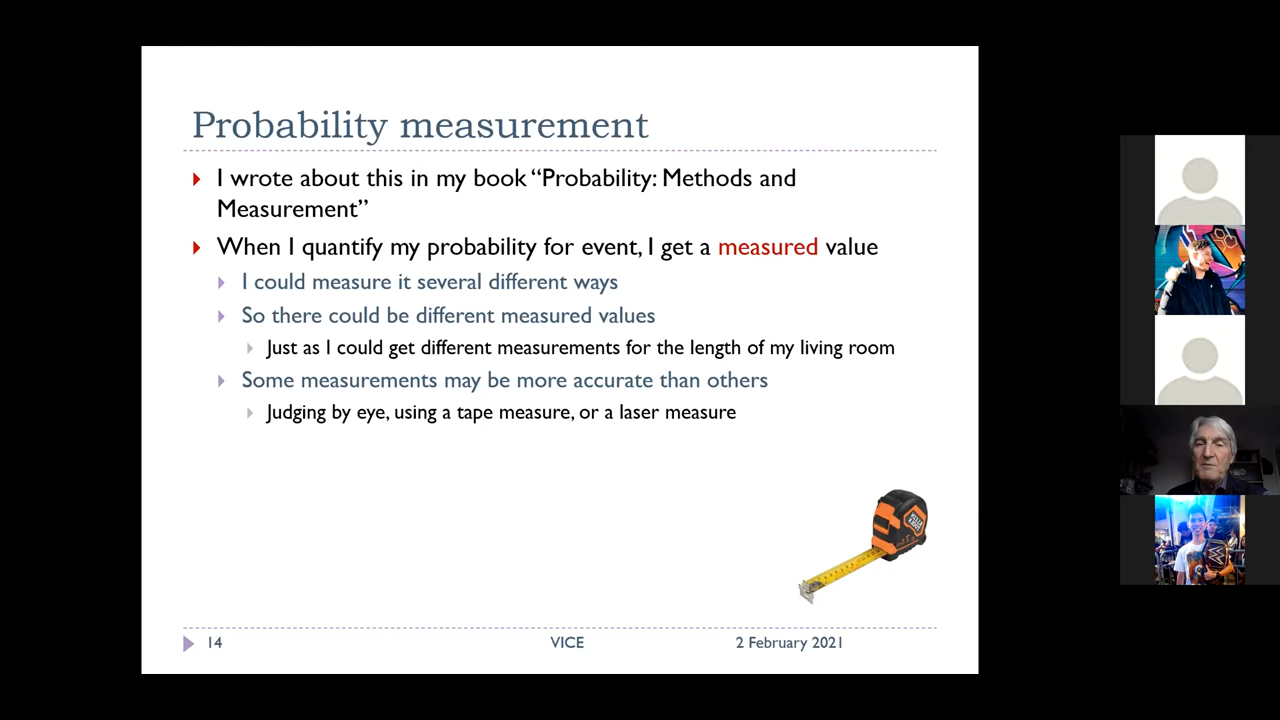 Probability measurement
I wrote about this in my book “Probability: Methods and
Measurement”
When I quantify my probability for event, I get a measured value
I could measure it several different ways
So there could be different measured values
Just as I could get different measurements for the length of my living room
Some measurements may be more accurate than others
Judging by eye, using a tape measure, or a laser measure
14
VICE
2 February 2021